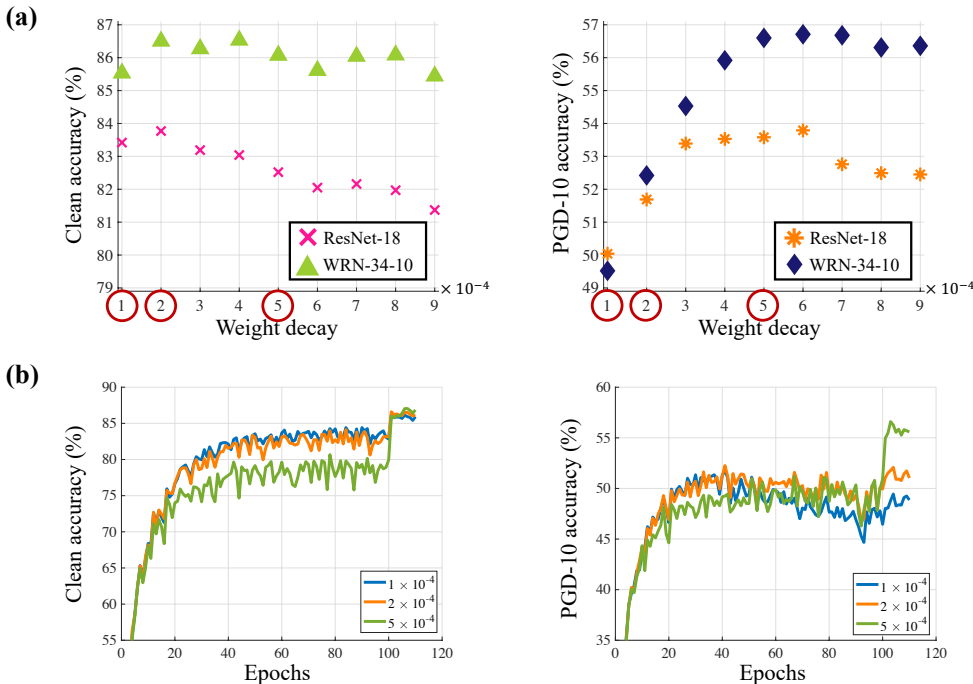 (a)
Clean accuracy (%)
87
86
85
84
83
82
81
80
79
ResNet-18
WRN-34-10
1 2 3 4 5 6 7 8 9
× 10⁻⁴
Weight decay
PGD-10 accuracy (%)
57
56
55
54
53
52
51
50
49
ResNet-18
WRN-34-10
1 2 3 4 5 6 7 8 9
× 10⁻⁴
Weight decay
(b)
Clean accuracy (%)
90
85
80
75
70
65
60
55
1 × 10⁻⁴
2 × 10⁻⁴
5 × 10⁻⁴
0 20 40 60 80 100 120
Epochs
PGD-10 accuracy (%)
60
55
50
45
40
35
1 × 10⁻⁴
2 × 10⁻⁴
5 × 10⁻⁴
0 20 40 60 80 100 120
Epochs